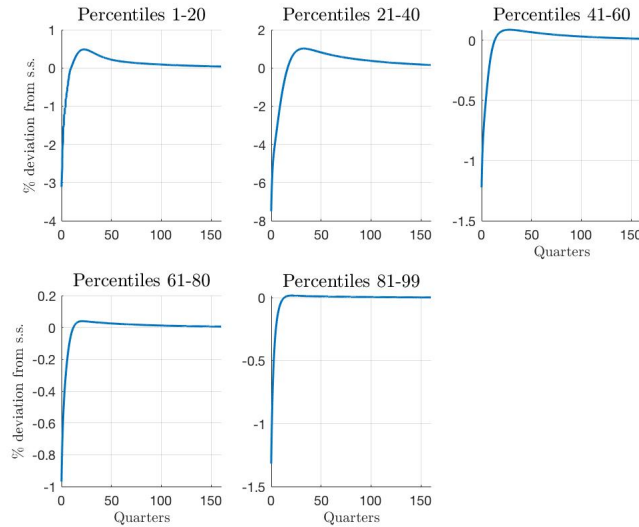 Percentiles 1-20
% deviation from s.s.
1
0
-1
-2
-3
-4
0 50 100 150
Percentiles 21-40
2
0
-2
-4
-6
-8
0 50 100 150
Percentiles 41-60
0
-0.5
-1
-1.5
0 50 100 150
Quarters
Percentiles 61-80
% deviation from s.s.
0.2
0
-0.2
-0.4
-0.6
-0.8
-1
0 50 100 150
Quarters
Percentiles 81-99
0
-0.5
-1
-1.5
0 50 100 150
Quarters